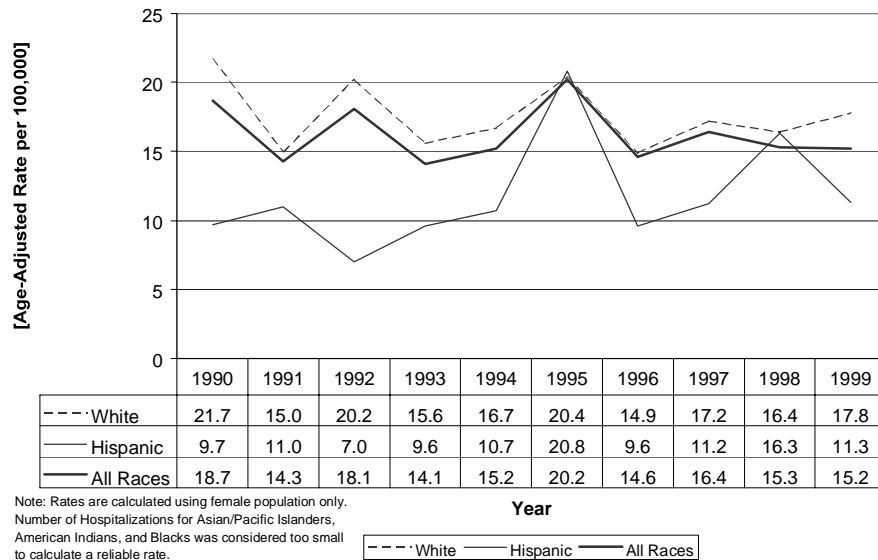 [Age-Adjusted Rate per 100,000]
25
20
15
10
5
0
1990 1991 1992 1993 1994 1995 1996 1997 1998 1999
White 21.7 15.0 20.2 15.6 16.7 20.4 14.9 17.2 16.4 17.8
Hispanic 9.7 11.0 7.0 9.6 10.7 20.8 9.6 11.2 16.3 11.3
All Races 18.7 14.3 18.1 14.1 15.2 20.2 14.6 16.4 15.3 15.2
Year
Note: Rates are calculated using female population only.
Number of Hospitalizations for Asian/Pacific Islanders,
American Indians, and Blacks was considered too small
to calculate a reliable rate.
White Hispanic All Races